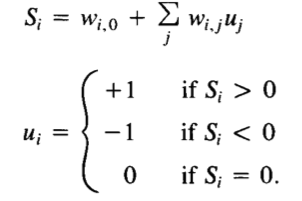 S_i = w_{i,0} + Σ_j w_{i,j} u_j
u_i = { +1 if S_i > 0
−1 if S_i < 0
0 if S_i = 0.